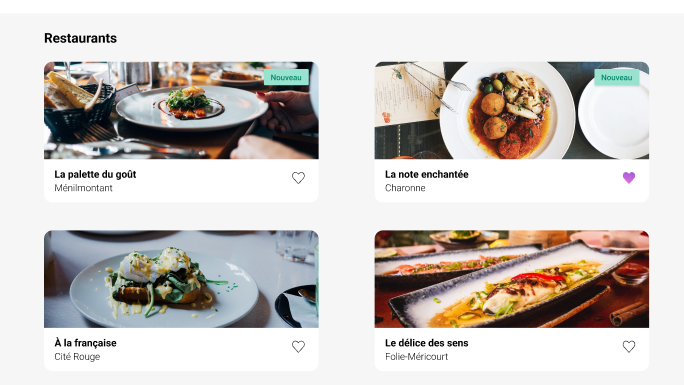 Restaurants
Nouveau
Nouveau
La palette du goût
Ménilmontant
La note enchantée
Charonne
À la française
Cité Rouge
Le délice des sens
Folie-Méricourt